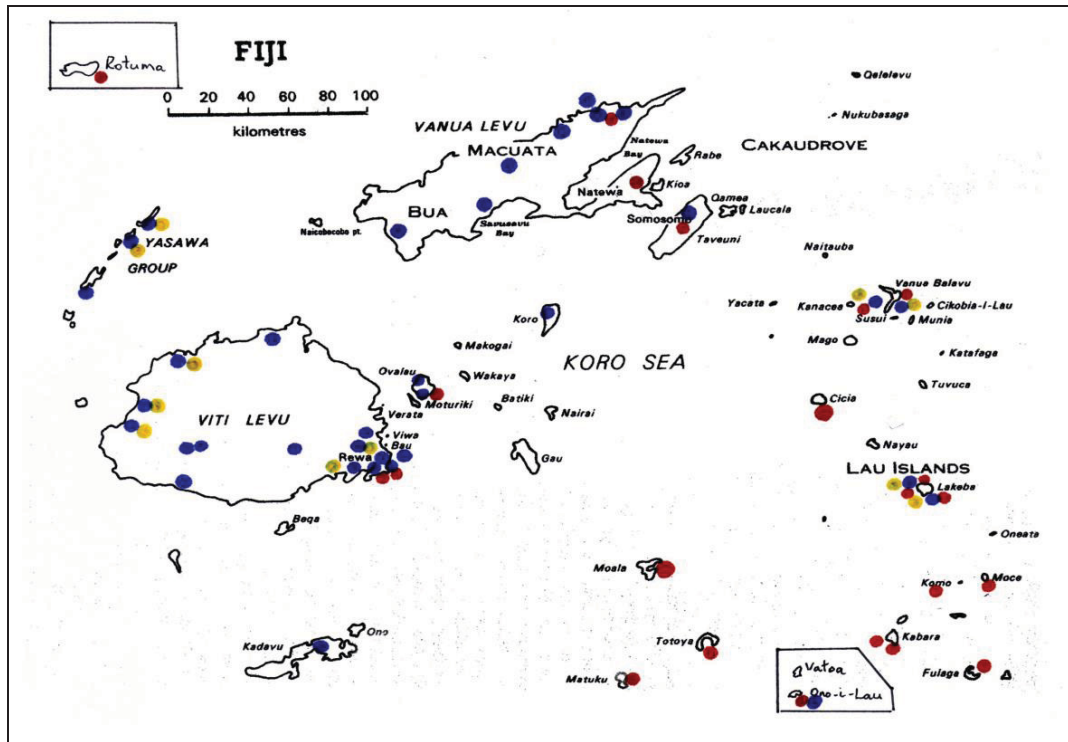 Rotuma
FIJI
0 20 40 60 80 100
kilometres
VANUA LEVU
MACUATA
Natewa
Bay
CAKAUDROVE
Qelelevu
Nukubasaga
Rabe
Kioa
Natewa
BUA
Savusavu
Bay
Naicobocobo pt.
Somosomo
Qamea
Laucala
Taveuni
YASAWA
GROUP
Naitauba
Vanua Balavu
Yacata
Kanacea
Cikobia-I-Lau
Susui
Munia
Mago
Katafaga
Tuvuca
Koro
Makogai
KORO SEA
Ovalau
Wakaya
Moturiki
Batiki
Nairai
Cicia
VITI LEVU
Verata
Viwa
Bau
Rewa
Gau
Nayau
LAU ISLANDS
Lakeba
Beqa
Oneata
Moala
Komo
Moce
Kadavu
Ono
Totoya
Kabara
Matuku
Vatoa
Ono-i-Lau
Fulaga